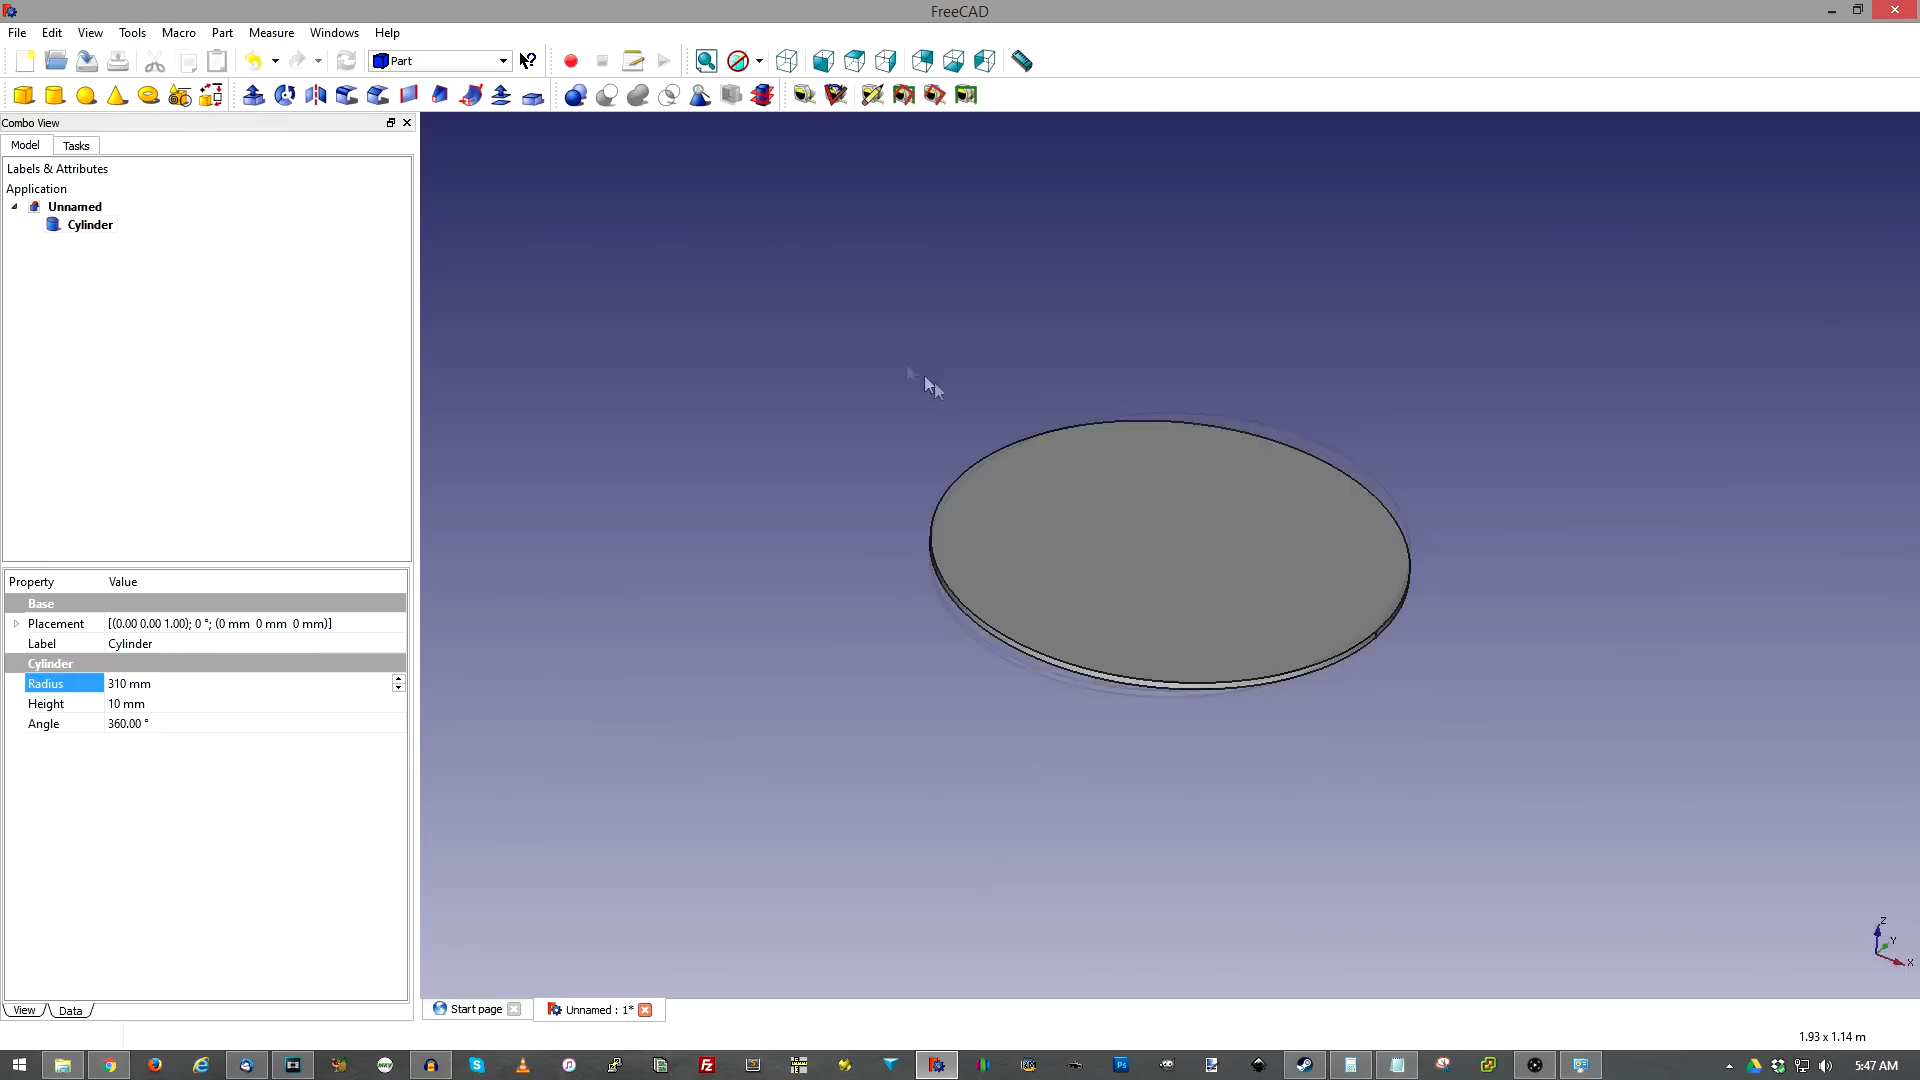 FreeCAD
File Edit View Tools Macro Part Measure Windows Help
Part
Combo View
Model Tasks
Labels & Attributes
Application
Unnamed
Cylinder
Property Value
Base
Placement [(0.00 0.00 1.00); 0 °; (0 mm 0 mm 0 mm)]
Label Cylinder
Cylinder
Radius 310 mm
Height 10 mm
Angle 360.00 °
Z
Y
X
View Data
Start page Unnamed : 1*
1.93 x 1.14 m
5:47 AM